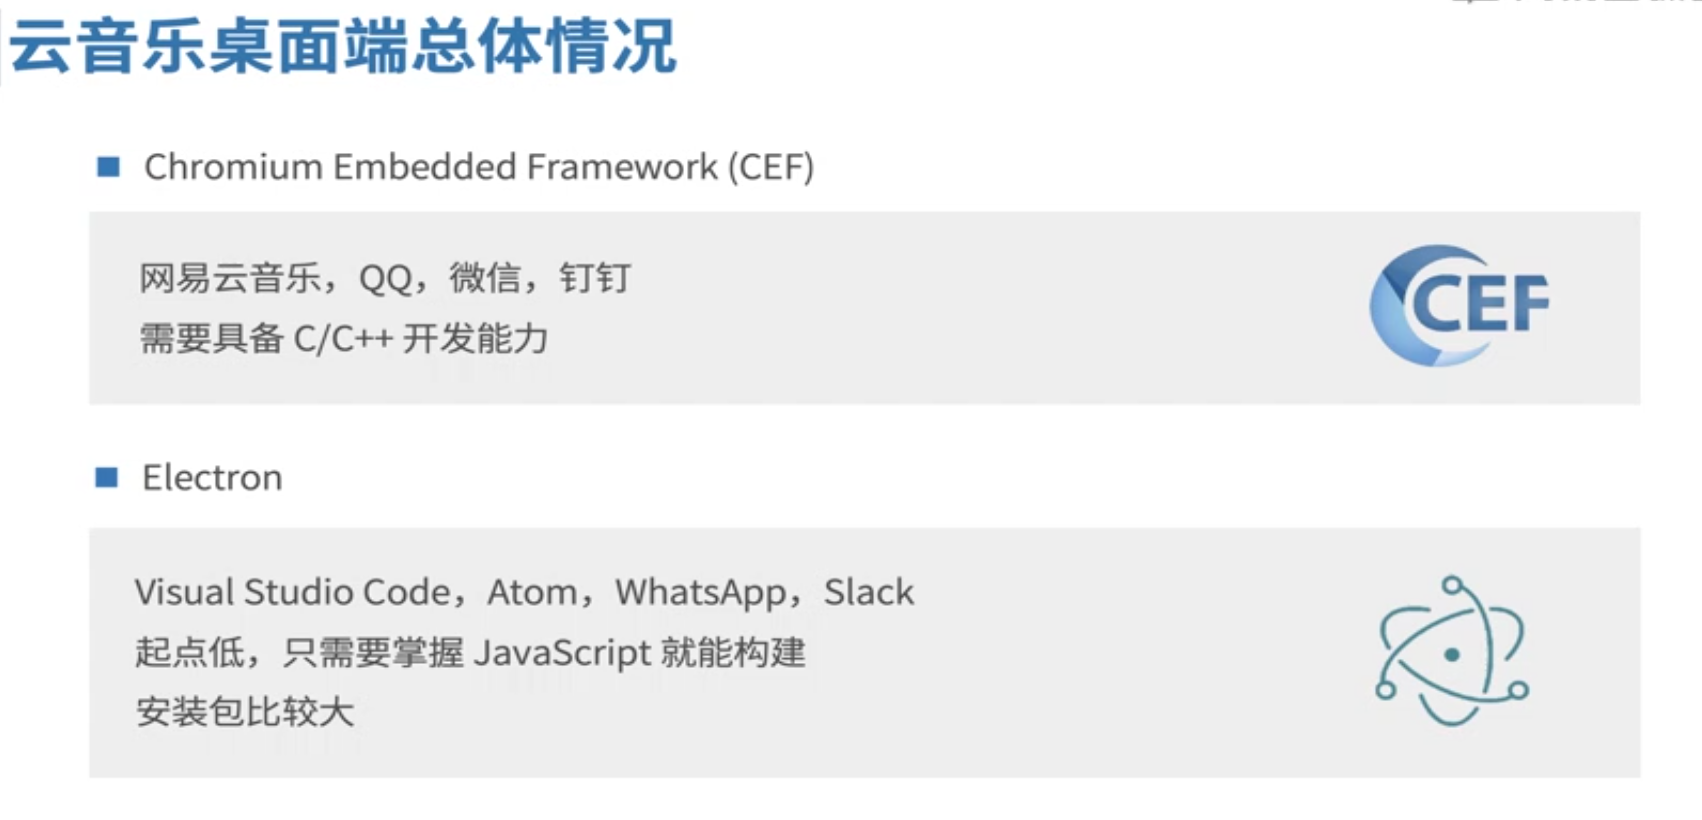 云音乐桌面端总体情况
Chromium Embedded Framework (CEF)
网易云音乐，QQ，微信，钉钉
需要具备 C/C++ 开发能力
CEF
Electron
Visual Studio Code，Atom，WhatsApp，Slack
起点低，只需要掌握 JavaScript 就能构建
安装包比较大